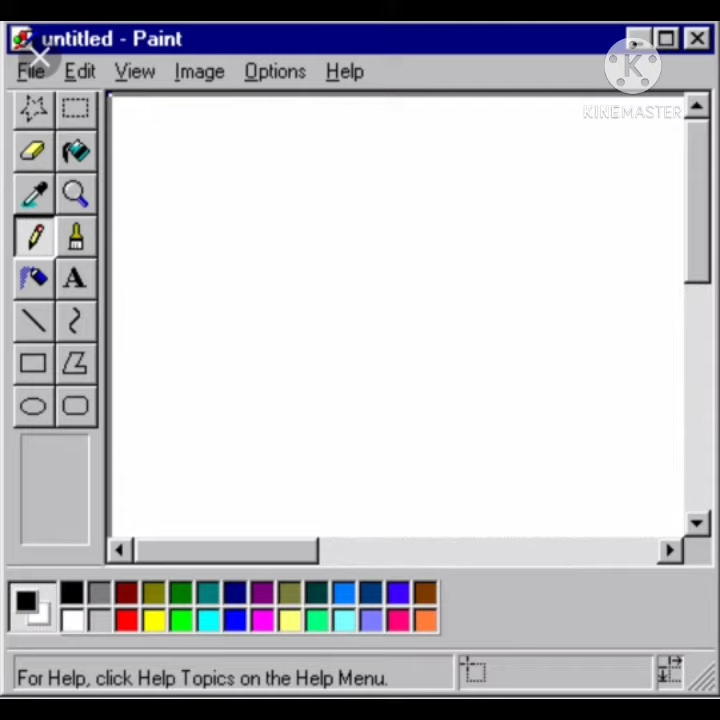 untitled - Paint
File Edit View Image Options Help
K
KINEMASTER
A
For Help, click Help Topics on the Help Menu.